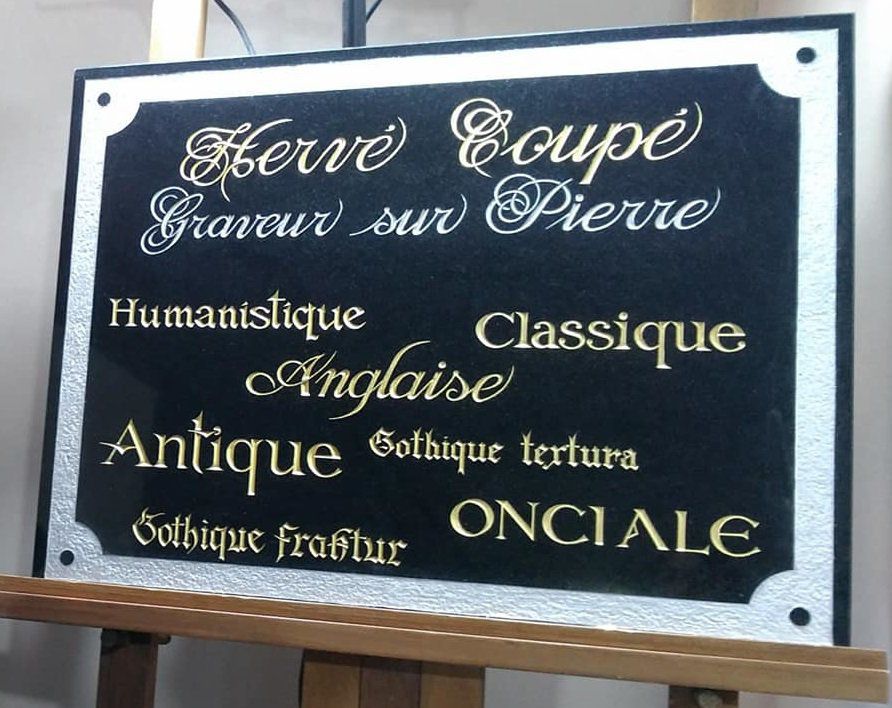 Hervé Coupé
Graveur sur Pierre
Humanistique
Classique
Anglaise
Antique
Gothique textura
Gothique fraktur
ONCIALE